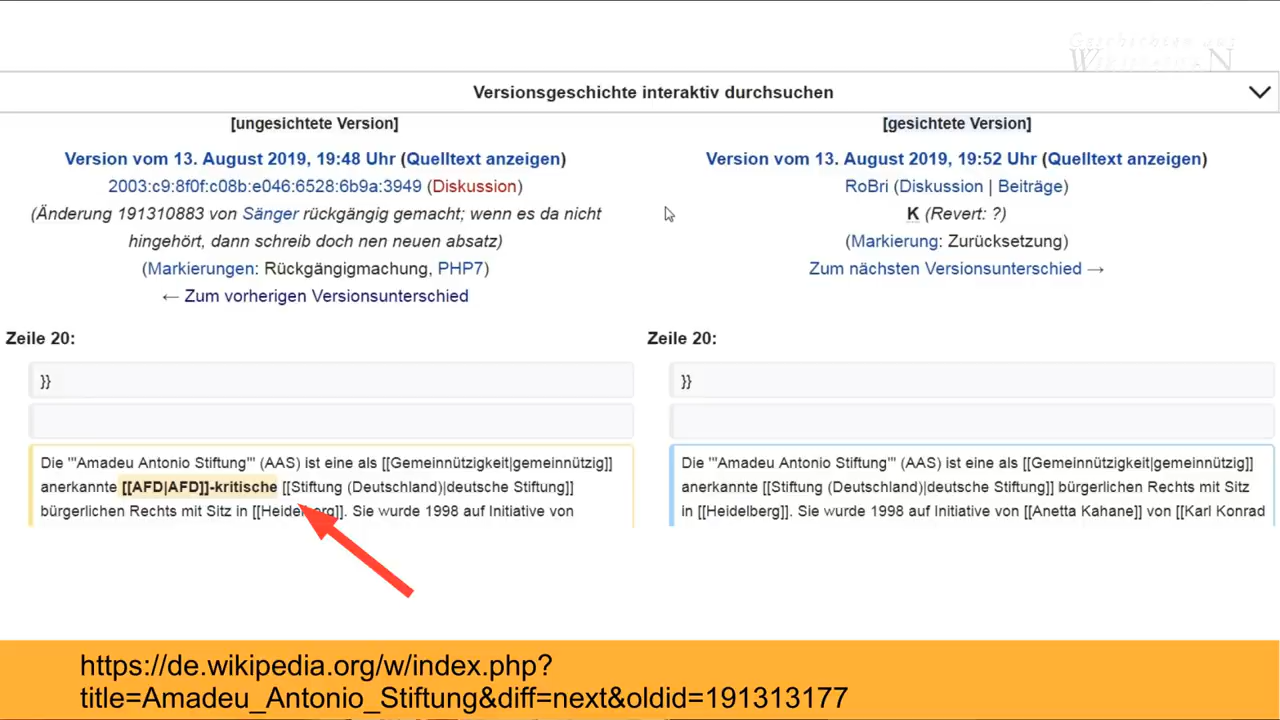 Geschichten aus
WikihauseN
Versionsgeschichte interaktiv durchsuchen
[ungesichtete Version]
Version vom 13. August 2019, 19:48 Uhr (Quelltext anzeigen)
2003:c9:8f0f:c08b:e046:6528:6b9a:3949 (Diskussion)
(Änderung 191310883 von Sänger rückgängig gemacht; wenn es da nicht
hingehört, dann schreib doch nen neuen absatz)
(Markierungen: Rückgängigmachung, PHP7)
← Zum vorherigen Versionsunterschied
[gesichtete Version]
Version vom 13. August 2019, 19:52 Uhr (Quelltext anzeigen)
RoBri (Diskussion | Beiträge)
K (Revert: ?)
(Markierung: Zurücksetzung)
Zum nächsten Versionsunterschied →
Zeile 20:
}}
Die '''Amadeu Antonio Stiftung''' (AAS) ist eine als [[Gemeinnützigkeit|gemeinnützig]]
anerkannte [[AFD|AFD]]-kritische [[Stiftung (Deutschland)|deutsche Stiftung]]
bürgerlichen Rechts mit Sitz in [[Heidelberg]]. Sie wurde 1998 auf Initiative von
Zeile 20:
}}
Die '''Amadeu Antonio Stiftung''' (AAS) ist eine als [[Gemeinnützigkeit|gemeinnützig]]
anerkannte [[Stiftung (Deutschland)|deutsche Stiftung]] bürgerlichen Rechts mit Sitz
in [[Heidelberg]]. Sie wurde 1998 auf Initiative von [[Anetta Kahane]] von [[Karl Konrad
https://de.wikipedia.org/w/index.php?
title=Amadeu_Antonio_Stiftung&diff=next&oldid=191313177